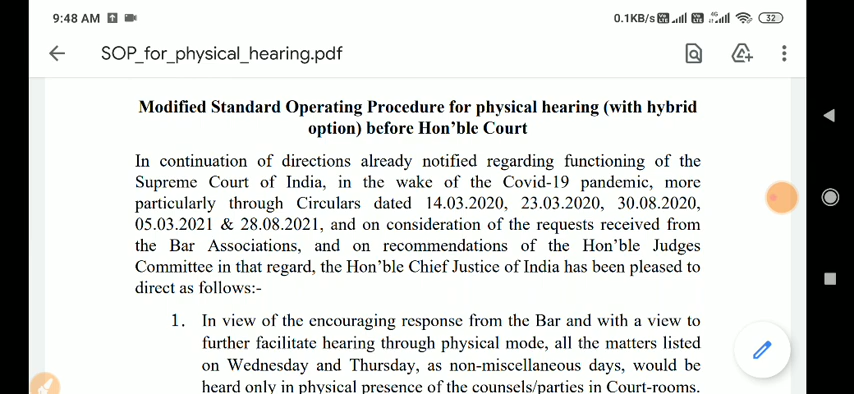 9:48 AM
0.1KB/s 4G 32
SOP_for_physical_hearing.pdf
Modified Standard Operating Procedure for physical hearing (with hybrid
option) before Hon’ble Court
In continuation of directions already notified regarding functioning of the
Supreme Court of India, in the wake of the Covid-19 pandemic, more
particularly through Circulars dated 14.03.2020, 23.03.2020, 30.08.2020,
05.03.2021 & 28.08.2021, and on consideration of the requests received from
the Bar Associations, and on recommendations of the Hon’ble Judges
Committee in that regard, the Hon’ble Chief Justice of India has been pleased to
direct as follows:-
1. In view of the encouraging response from the Bar and with a view to
further facilitate hearing through physical mode, all the matters listed
on Wednesday and Thursday, as non-miscellaneous days, would be
heard only in physical presence of the counsels/parties in Court-rooms.